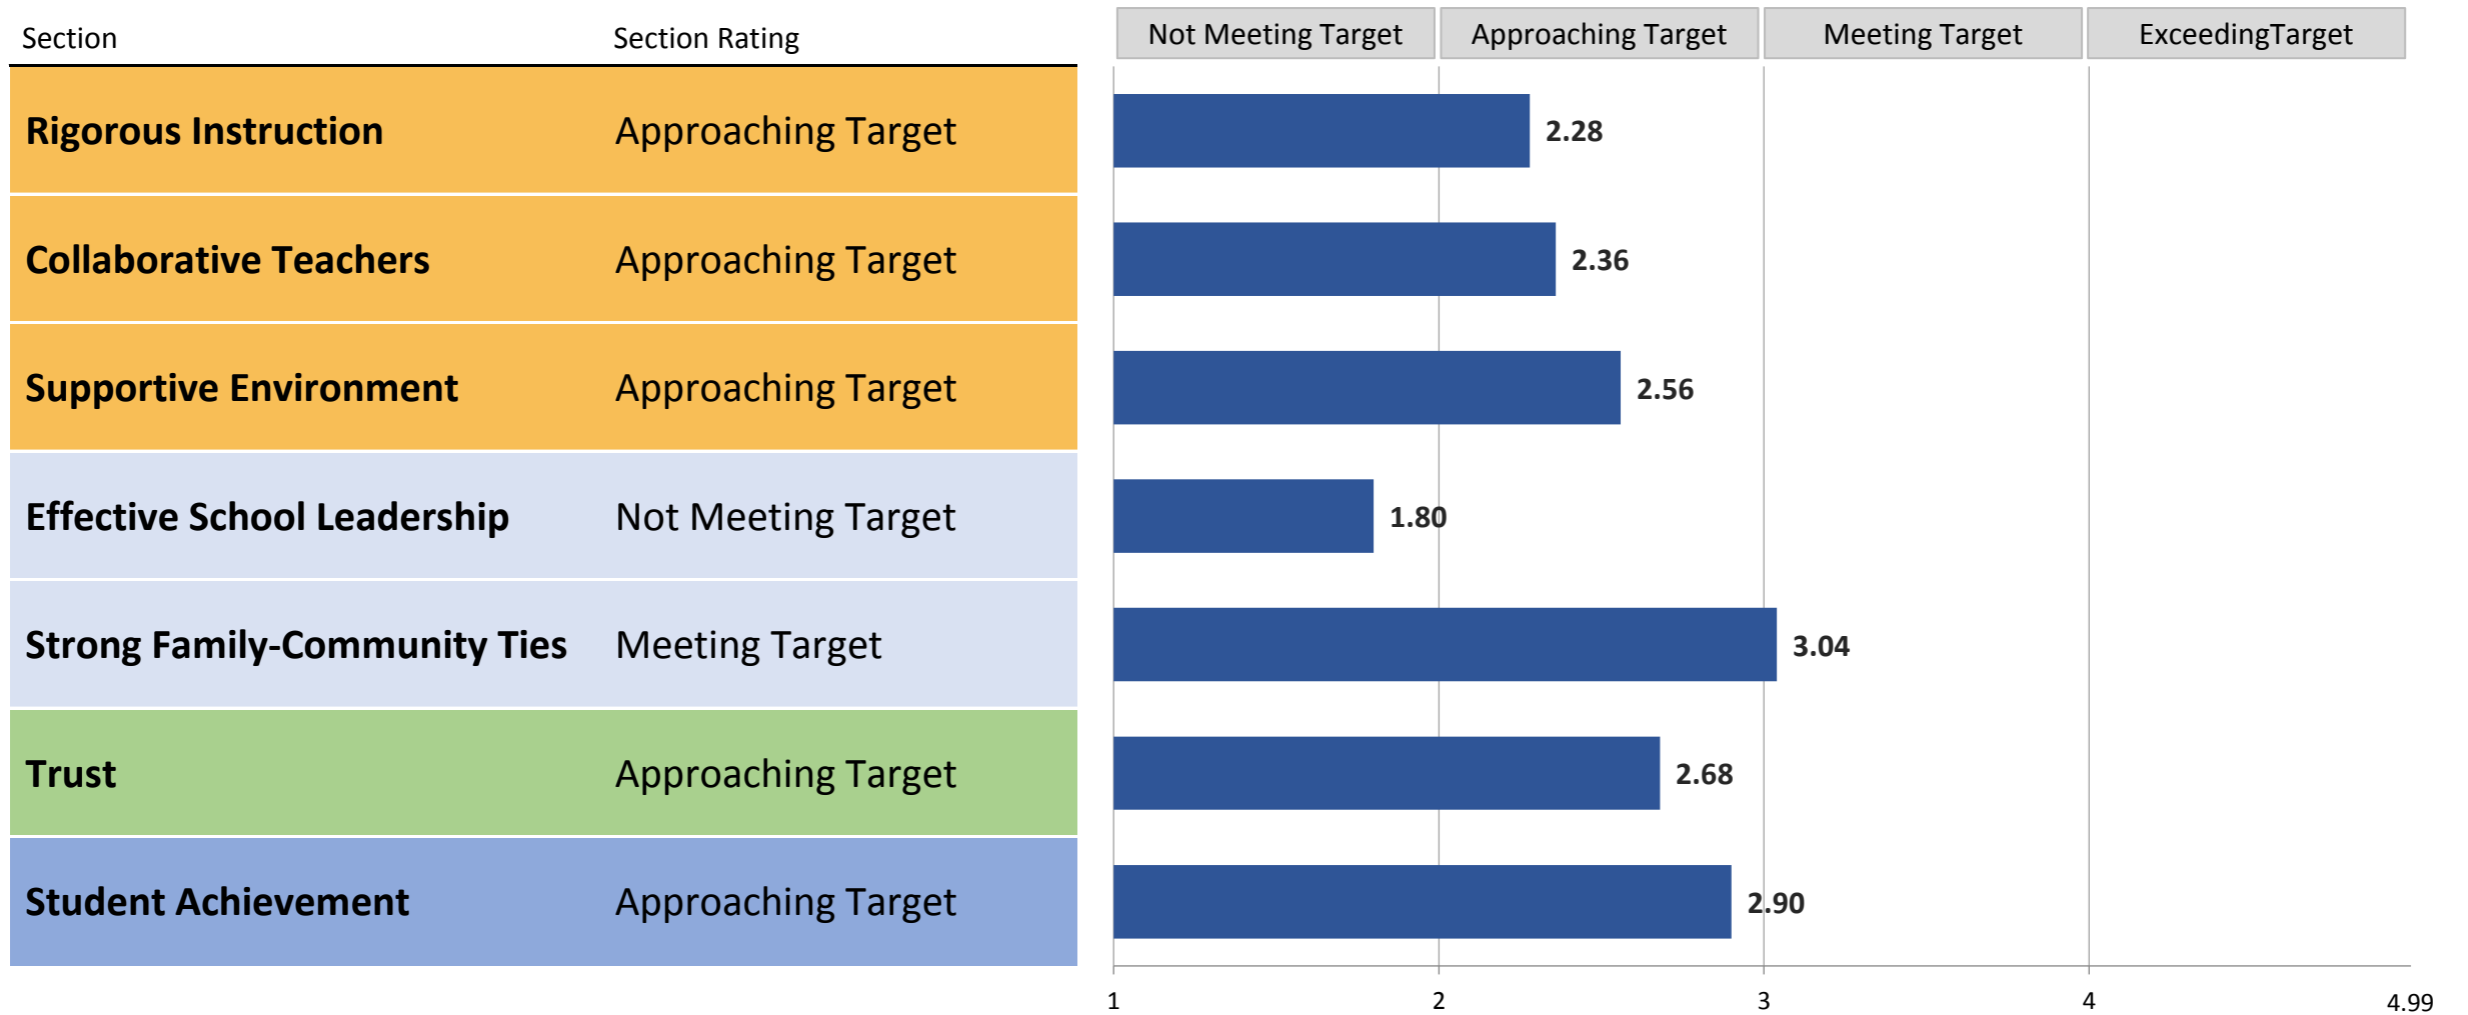 Section Section Rating Not Meeting Target Approaching Target Meeting Target ExceedingTarget
Rigorous Instruction Approaching Target 2.28
Collaborative Teachers Approaching Target 2.36
Supportive Environment Approaching Target 2.56
Effective School Leadership Not Meeting Target 1.80
Strong Family-Community Ties Meeting Target 3.04
Trust Approaching Target 2.68
Student Achievement Approaching Target 2.90
1 2 3 4 4.99